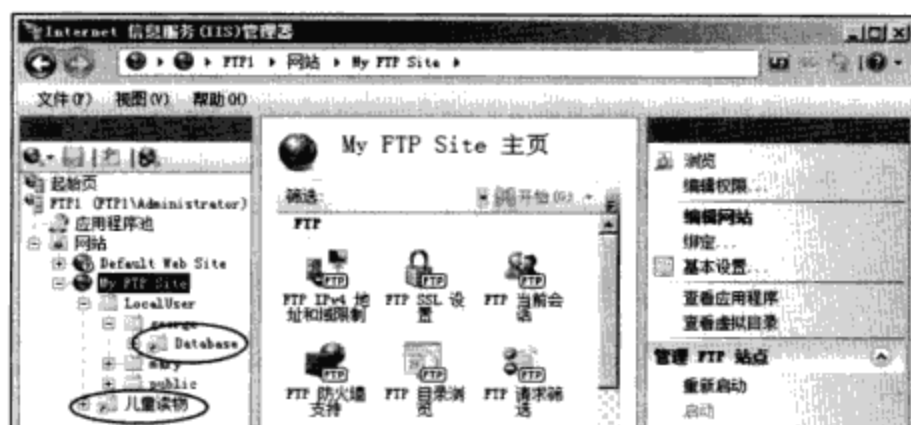 Internet 信息服务(IIS)管理器
FTP1 ▸ 网站 ▸ My FTP Site ▸
文件(F) 视图(V) 帮助(H)
起始页
FTP1 (FTP1\Administrator)
应用程序池
网站
Default Web Site
My FTP Site
LocalUser
george
Database
mary
public
儿童读物
My FTP Site 主页
筛选:
开始(G)
FTP
FTP IPv4 地址和域限制
FTP SSL 设置
FTP 当前会话
FTP 防火墙支持
FTP 目录浏览
FTP 请求筛选
浏览
编辑权限...
编辑网站
绑定...
基本设置...
查看应用程序
查看虚拟目录
管理 FTP 站点
重新启动
启动